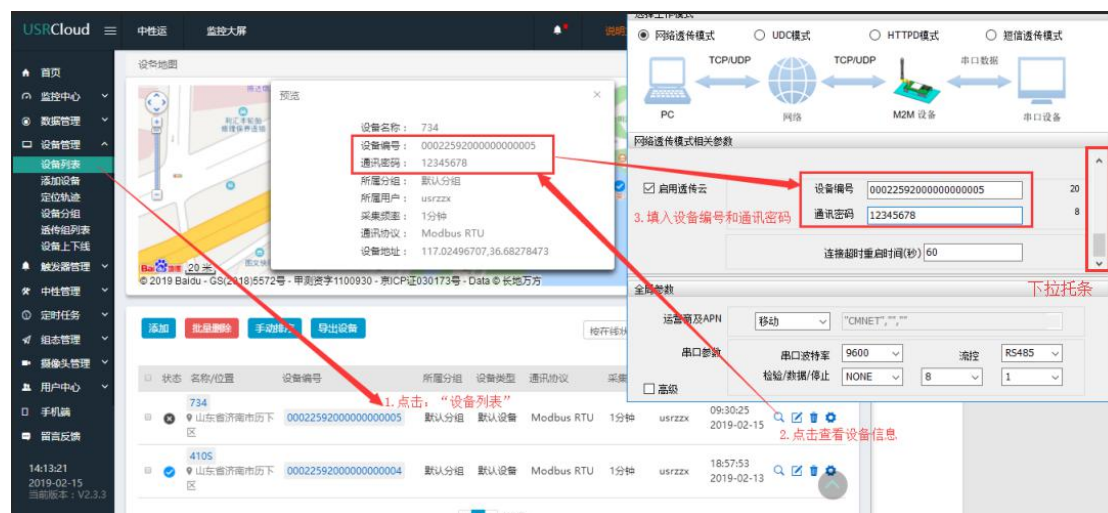 USRCloud
中性运 监控大屏
说明
首页
监控中心
数据管理
设备管理
设备列表
添加设备
定位轨迹
设备分组
透传组列表
设备上下线
触发器管理
中性管理
定时任务
组态管理
摄像头管理
用户中心
手机端
留言反馈
14:13:21
2019-02-15
当前版本：V2.3.3
设备地图
预览 ×
设备名称： 734
设备编号： 00022592000000000005
通讯密码： 12345678
所属分组： 默认分组
所属用户： usrzzx
采集频率： 1分钟
通讯协议： Modbus RTU
设备地址： 117.02496707,36.68278473
20 米
© 2019 Baidu - GS(2018)5572号 - 甲测资字1100930 - 京ICP证030173号 - Data © 长地万方
添加 批量删除 手动排序 导出设备
状态 名称/位置 设备编号 所属分组 设备类型 通讯协议 采集
1.点击，“设备列表”
734
山东省济南市历下区
00022592000000000005 默认分组 默认设备 Modbus RTU 1分钟 usrzzx 09:30:25
2019-02-15
2.点击查看设备信息
4105
山东省济南市历下区
00022592000000000004 默认分组 默认设备 Modbus RTU 1分钟 usrzzx 18:57:53
2019-02-13
选择工作模式
网络透传模式 UDC模式 HTTPD模式 短信透传模式
TCP/UDP TCP/UDP 串口数据
PC 网络 M2M 设备 串口设备
网络透传模式相关参数
启用透传云 设备编号 00022592000000000005 20
3.填入设备编号和通讯密码
通讯密码 12345678 8
连接超时重启时间(秒) 60
全局参数
下拉托条
运营商及APN 移动 "CMNET","",""
串口参数 串口波特率 9600 流控 RS485
检验/数据/停止 NONE 8 1
高级